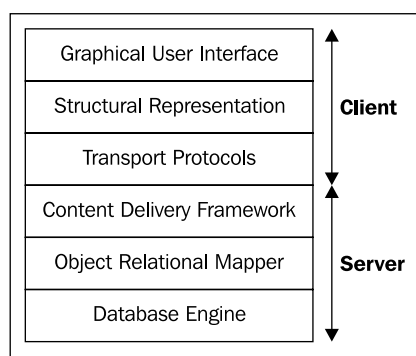 Graphical User Interface
Structural Representation
Client
Transport Protocols
Content Delivery Framework
Object Relational Mapper
Server
Database Engine